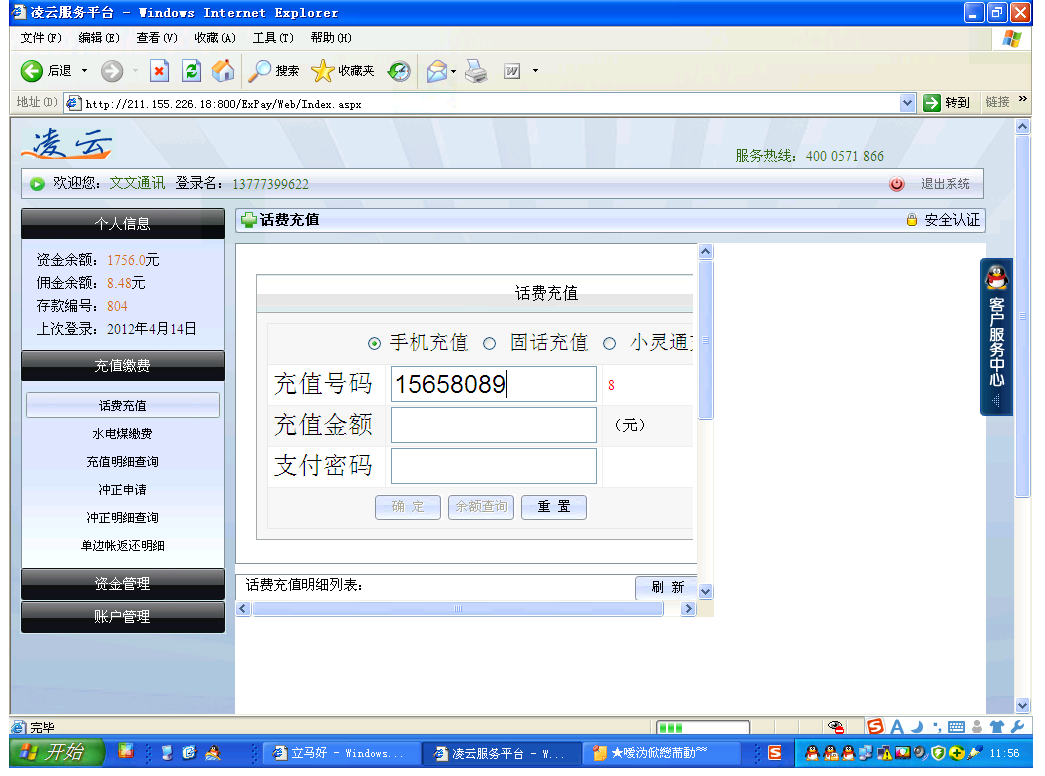 凌云服务平台 - Windows Internet Explorer
文件(F) 编辑(E) 查看(V) 收藏(A) 工具(T) 帮助(H)
后退 搜索 收藏夹
地址(D) http://211.155.226.18:800/ExPay/Web/Index.aspx 转到 链接 »
凌云
服务热线: 400 0571 866
欢迎您: 文文通讯 登录名: 13777399622 退出系统
个人信息
资金余额: 1756.0元
佣金余额: 8.48元
存款编号: 804
上次登录: 2012年4月14日
充值缴费
话费充值
水电煤缴费
充值明细查询
冲正申请
冲正明细查询
单边帐返还明细
资金管理
账户管理
话费充值 安全认证
话费充值
手机充值 固话充值 小灵通
充值号码 15658089 8
充值金额 (元)
支付密码
确 定 余额查询 重 置
话费充值明细列表: 刷 新
客户服务中心
完毕
开始 立马好 - Windows... 凌云服务平台 - W... 11:56